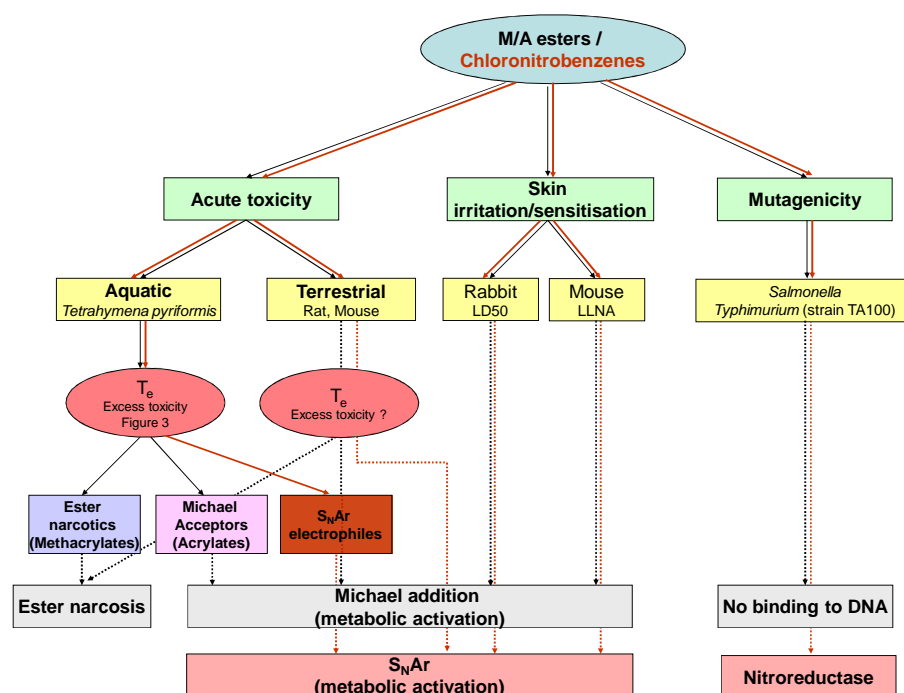 M/A esters /
Chloronitrobenzenes
Acute toxicity
Skin
irritation/sensitisation
Mutagenicity
Aquatic
Tetrahymena pyriformis
Terrestrial
Rat, Mouse
Rabbit
LD50
Mouse
LLNA
Salmonella
Typhimurium (strain TA100)
Te
Excess toxicity
Figure 3
Te
Excess toxicity ?
Ester
narcotics
(Methacrylates)
Michael
Acceptors
(Acrylates)
SNAr
electrophiles
Ester narcosis
Michael addition
(metabolic activation)
No binding to DNA
SNAr
(metabolic activation)
Nitroreductase